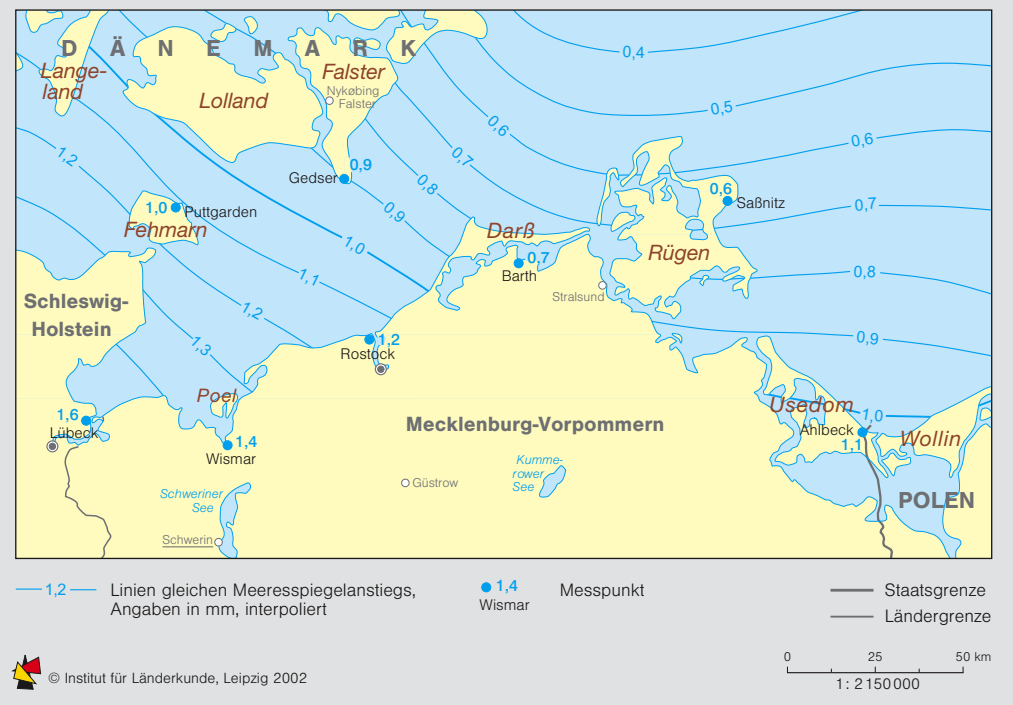 DÄNEMARK
0,4
Lange-
land
Falster
Nykøbing
Falster
Lolland
0,5
0,6
0,6
1,2
0,7
0,9
Gedser
0,8
0,6
Saßnitz
1,0
Puttgarden
Fehmarn
0,9
0,7
Darß
1,0
Rügen
0,7
Barth
1,1
0,8
Stralsund
Schleswig-
Holstein
1,2
0,9
1,3
1,2
Rostock
Poel
Usedom
1,6
Lübeck
Mecklenburg-Vorpommern
1,0
Ahlbeck
1,1
Wollin
1,4
Wismar
Kumme-
rower
See
Güstrow
Schweriner
See
POLEN
Schwerin
1,2
Linien gleichen Meeresspiegelanstiegs,
Angaben in mm, interpoliert
1,4
Wismar
Messpunkt
Staatsgrenze
Ländergrenze
© Institut für Länderkunde, Leipzig 2002
0 25 50 km
1: 2150000